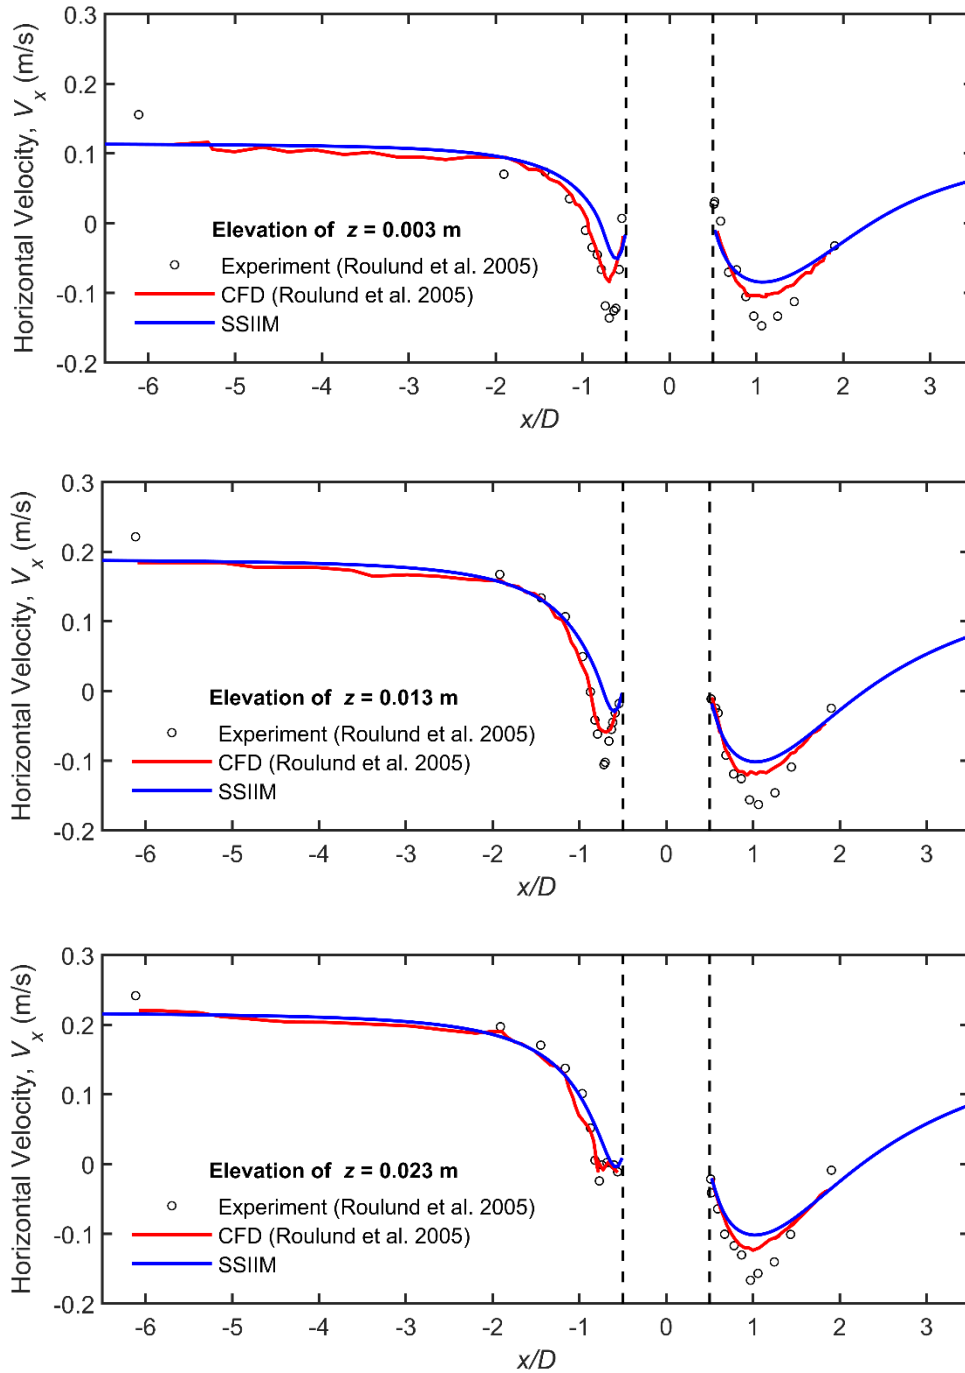 0.3
0.2
0.1
0
-0.1
-0.2
Horizontal Velocity, Vx (m/s)
Elevation of z = 0.003 m
Experiment (Roulund et al. 2005)
CFD (Roulund et al. 2005)
SSIIM
-6 -5 -4 -3 -2 -1 0 1 2 3
x/D
0.3
0.2
0.1
0
-0.1
-0.2
Horizontal Velocity, Vx (m/s)
Elevation of z = 0.013 m
Experiment (Roulund et al. 2005)
CFD (Roulund et al. 2005)
SSIIM
-6 -5 -4 -3 -2 -1 0 1 2 3
x/D
0.3
0.2
0.1
0
-0.1
-0.2
Horizontal Velocity, Vx (m/s)
Elevation of z = 0.023 m
Experiment (Roulund et al. 2005)
CFD (Roulund et al. 2005)
SSIIM
-6 -5 -4 -3 -2 -1 0 1 2 3
x/D